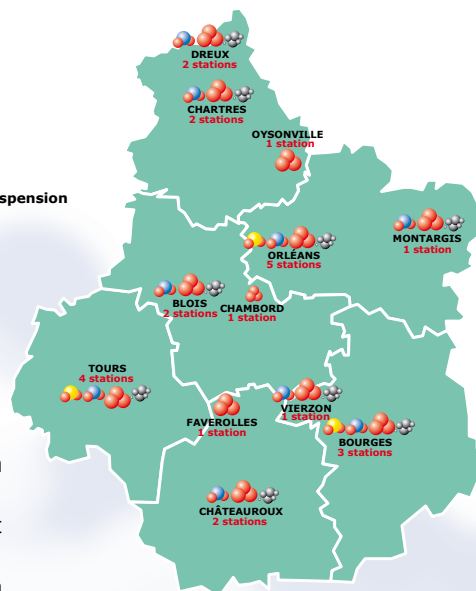 DREUX
2 stations
CHARTRES
2 stations
OYSONVILLE
1 station
spension
MONTARGIS
1 station
ORLÉANS
5 stations
BLOIS
2 stations
CHAMBORD
1 station
TOURS
4 stations
FAVEROLLES
1 station
VIERZON
1 station
BOURGES
3 stations
CHÂTEAUROUX
2 stations